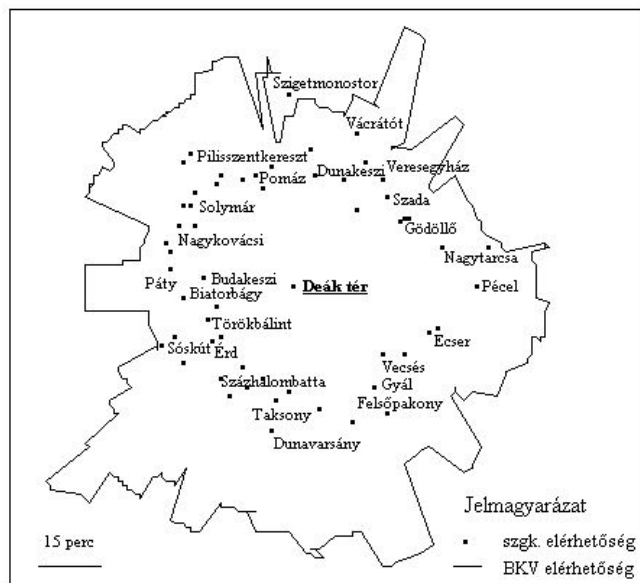 Szigetmonostor
Vácrátót
Pilisszentkereszt
Dunakeszi
Veresegyház
Pomáz
Szada
Solymár
Gödöllő
Nagykovácsi
Nagytarcsa
Páty
Budakeszi
Deák tér
Pécel
Biatorbágy
Törökbálint
Ecser
Sóskút
Érd
Vecsés
Százhalombatta
Gyál
Taksony
Felsőpakony
Dunavarsány
Jelmagyarázat
szgk. elérhetőség
BKV elérhetőség
15 perc